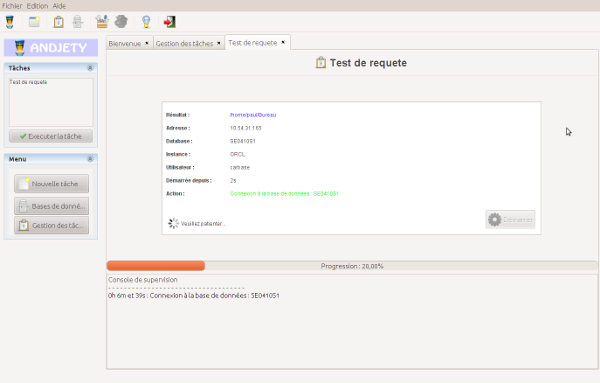 Fichier Edition Aide
ANDJETY
Tâches
Test de requete
Executer la tâche
Menu
Nouvelle tâche
Bases de donné...
Gestion des tâc...
Bienvenue
Gestion des tâches
Test de requete
Test de requete
Résultat : /home/paul/Bureau
Adresse : 10.54.31.165
Database : SE041051
Instance : ORCL
Utilisateur : carbase
Démarrée depuis : 2s
Action : Connexion à la base de données : SE041051
Veuillez patienter...
Démarrer
Progression : 20,00%
Console de supervision
- - - - - - - - - - - - - - - - - - - - - - - - - - - - - - - - - - - - -
0h 6m et 39s : Connexion à la base de données : SE041051